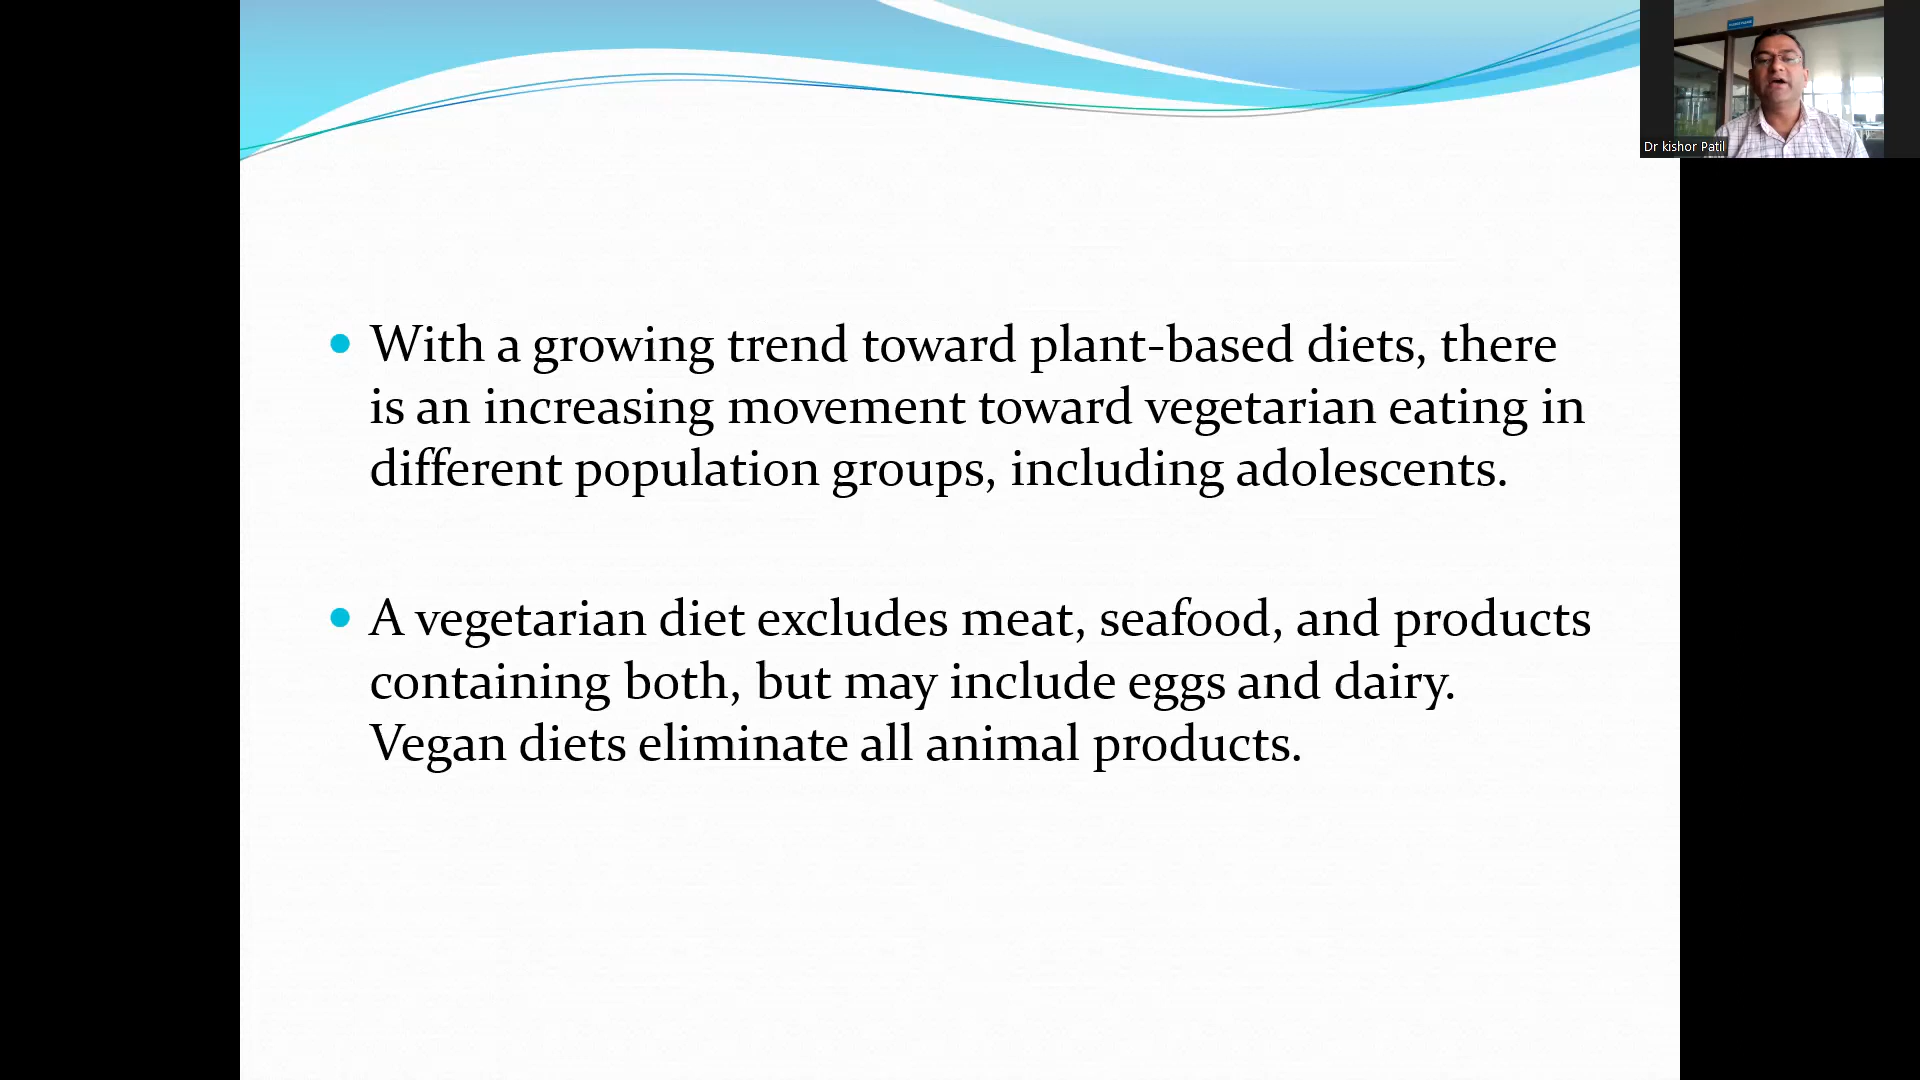 Dr kishor Patil
With a growing trend toward plant-based diets, there
is an increasing movement toward vegetarian eating in
different population groups, including adolescents.
A vegetarian diet excludes meat, seafood, and products
containing both, but may include eggs and dairy.
Vegan diets eliminate all animal products.